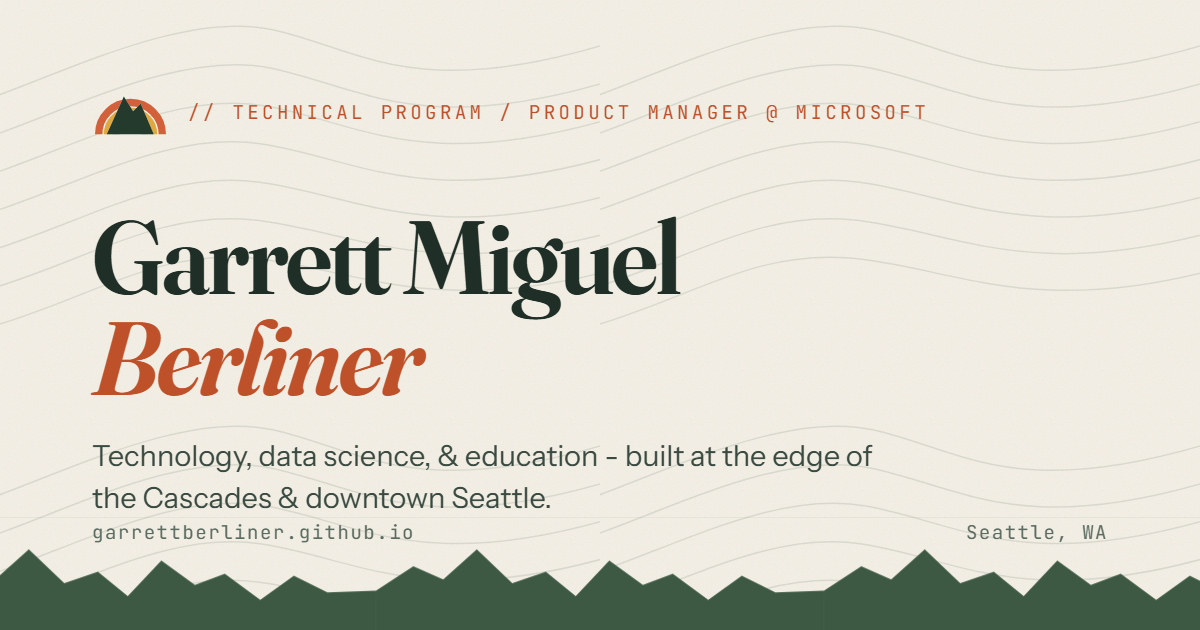 // TECHNICAL PROGRAM / PRODUCT MANAGER @ MICROSOFT
Garrett Miguel
Berliner
Technology, data science, & education - built at the edge of
the Cascades & downtown Seattle.
garrettberliner.github.io
Seattle, WA